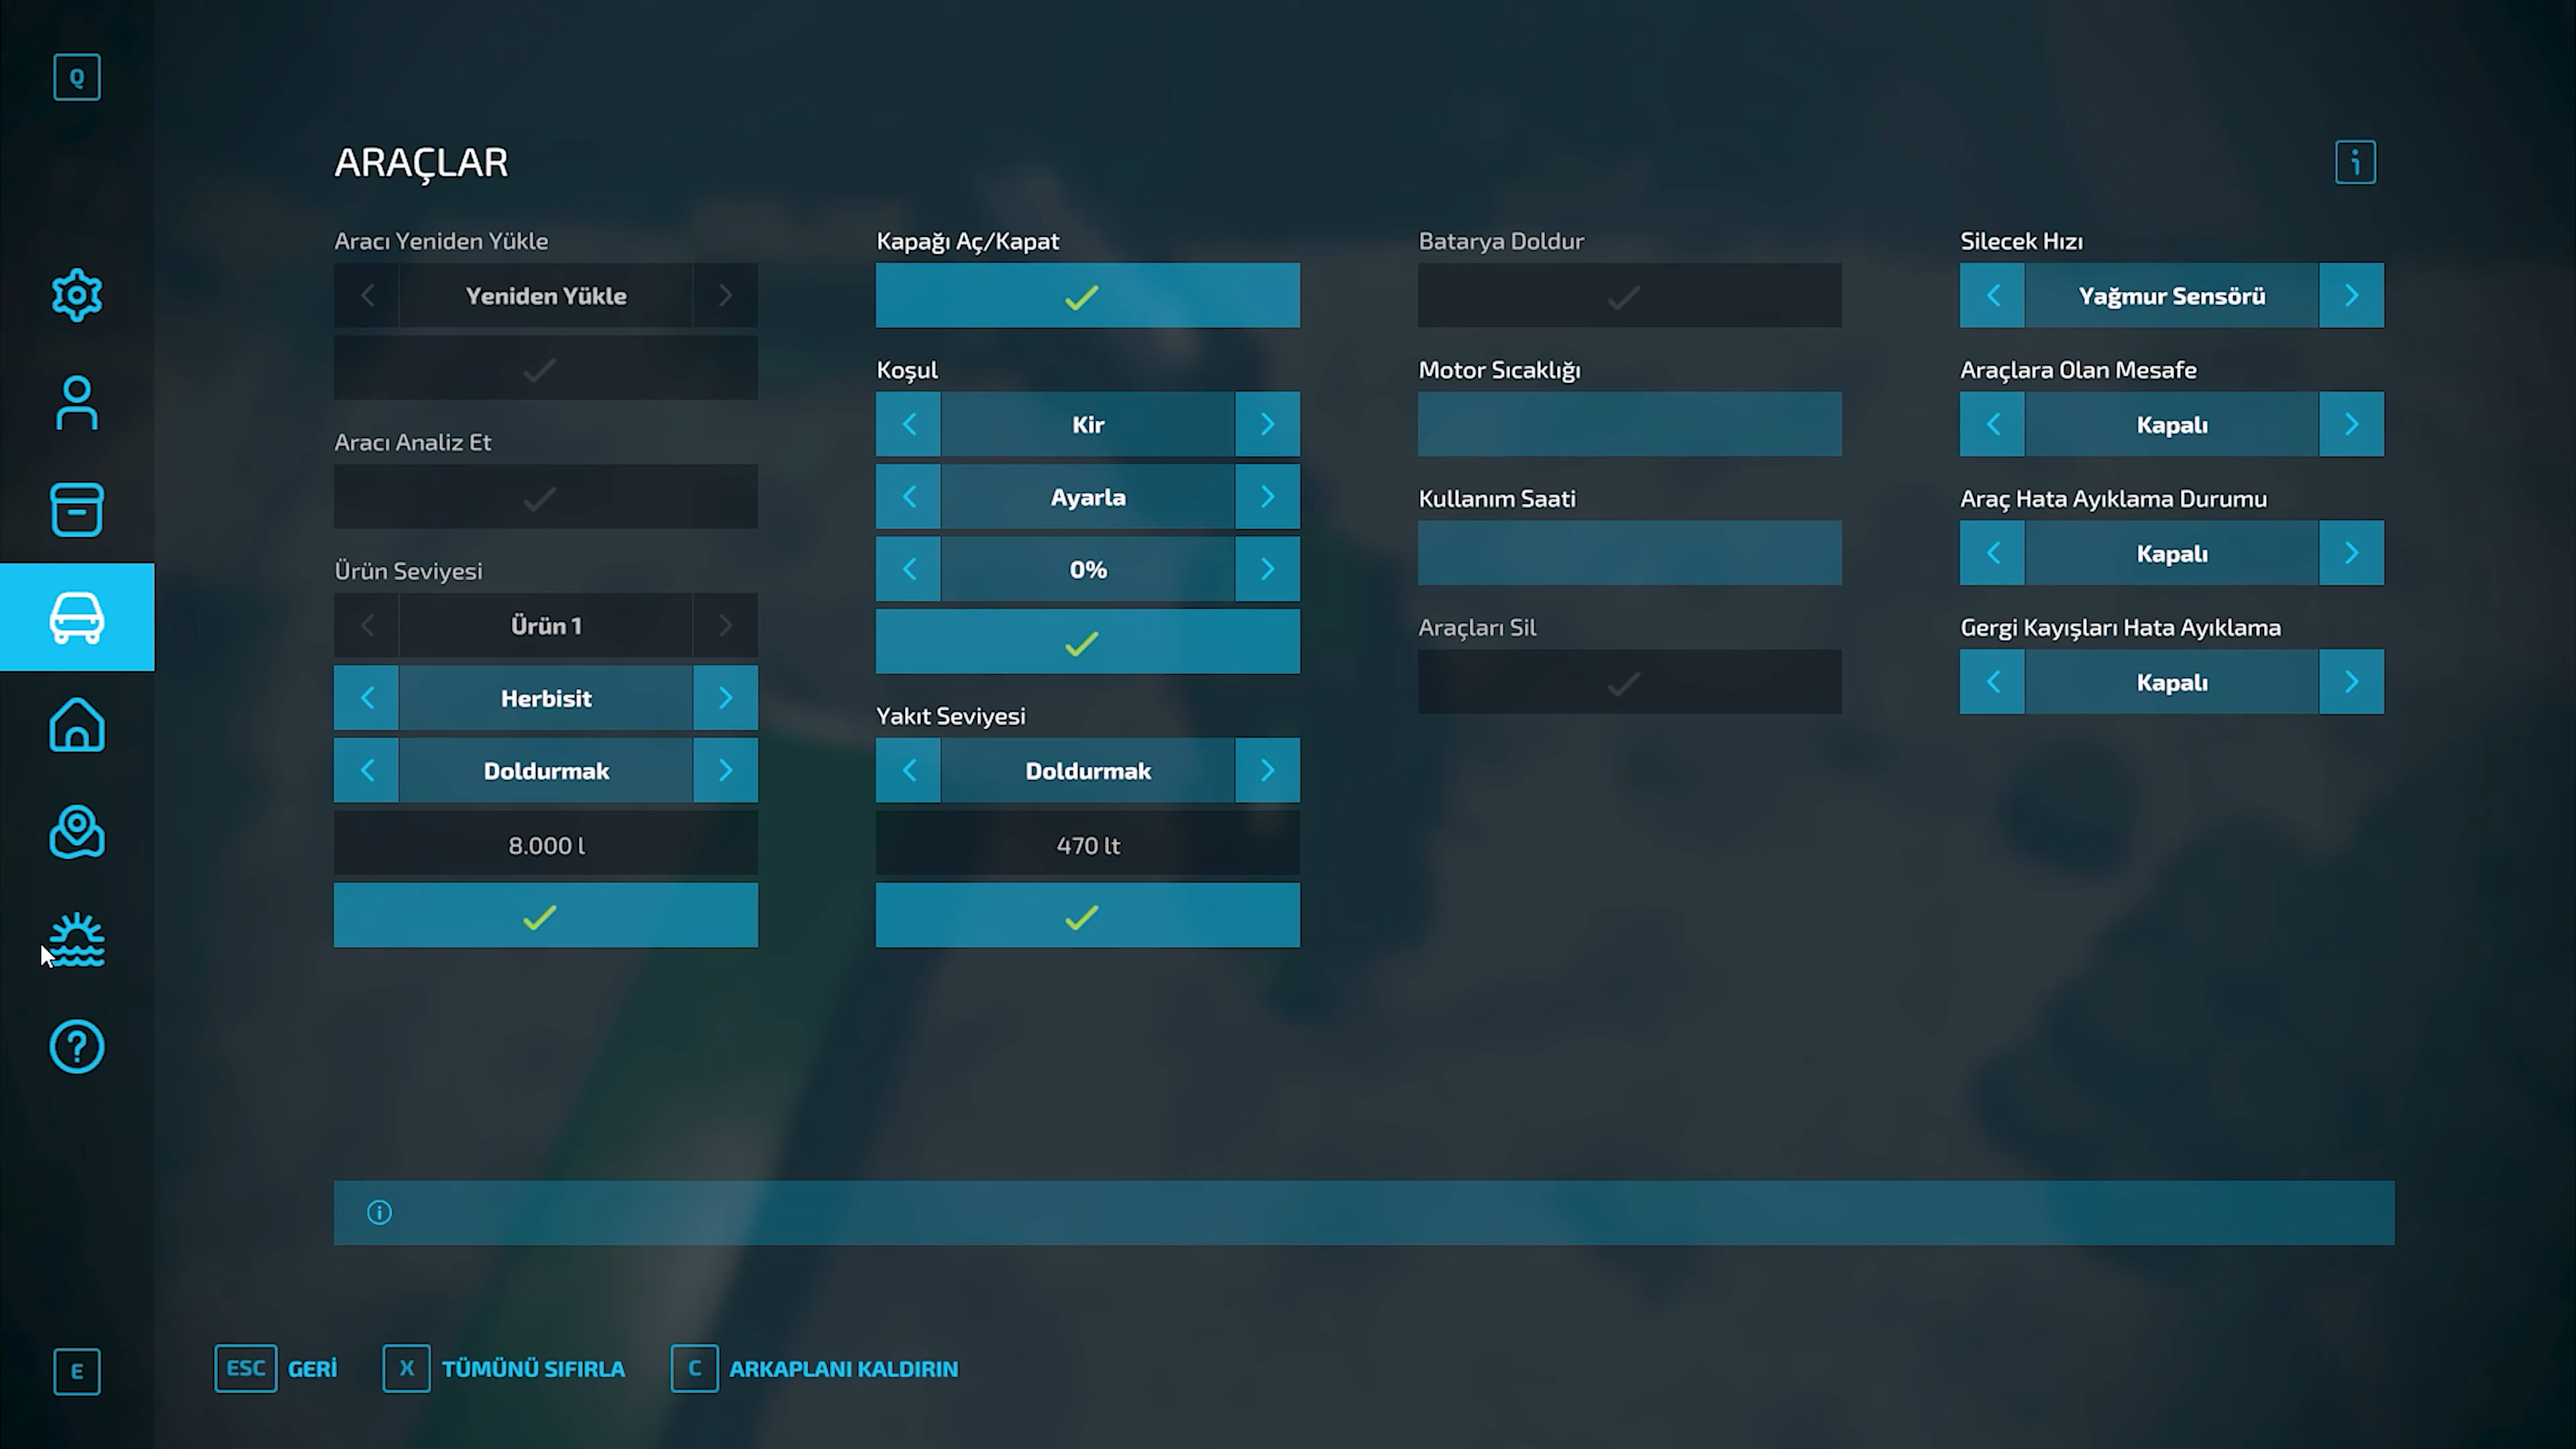 Q
ARAÇLAR
i
Aracı Yeniden Yükle
Yeniden Yükle
Aracı Analiz Et
Ürün Seviyesi
Ürün 1
Herbisit
Doldurmak
8.000 l
Kapağı Aç/Kapat
Koşul
Kir
Ayarla
0%
Yakıt Seviyesi
Doldurmak
470 lt
Batarya Doldur
Motor Sıcaklığı
Kullanım Saati
Araçları Sil
Silecek Hızı
Yağmur Sensörü
Araçlara Olan Mesafe
Kapalı
Araç Hata Ayıklama Durumu
Kapalı
Gergi Kayışları Hata Ayıklama
Kapalı
E
ESC GERİ X TÜMÜNÜ SIFIRLA C ARKAPLANI KALDIRIN